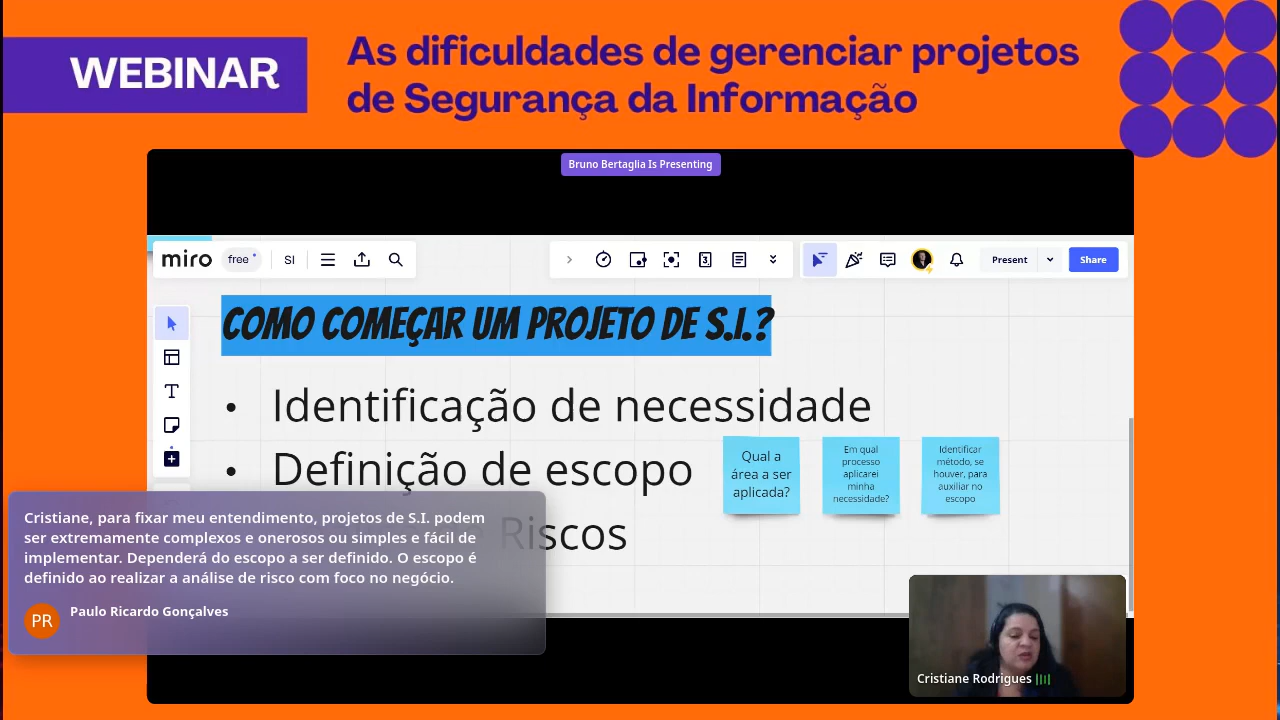 WEBINAR
As dificuldades de gerenciar projetos
de Segurança da Informação
Bruno Bertaglia Is Presenting
miro
free
SI
3
Present
Share
COMO COMEÇAR UM PROJETO DE S.I.?
• Identificação de necessidade
• Definição de escopo
Qual a
área a ser
aplicada?
Em qual
processo
aplicarei
minha
necessidade?
Identificar
método, se
houver, para
auxiliar no
escopo
Riscos
Cristiane, para fixar meu entendimento, projetos de S.I. podem
ser extremamente complexos e onerosos ou simples e fácil de
implementar. Dependerá do escopo a ser definido. O escopo é
definido ao realizar a análise de risco com foco no negócio.
PR
Paulo Ricardo Gonçalves
Cristiane Rodrigues